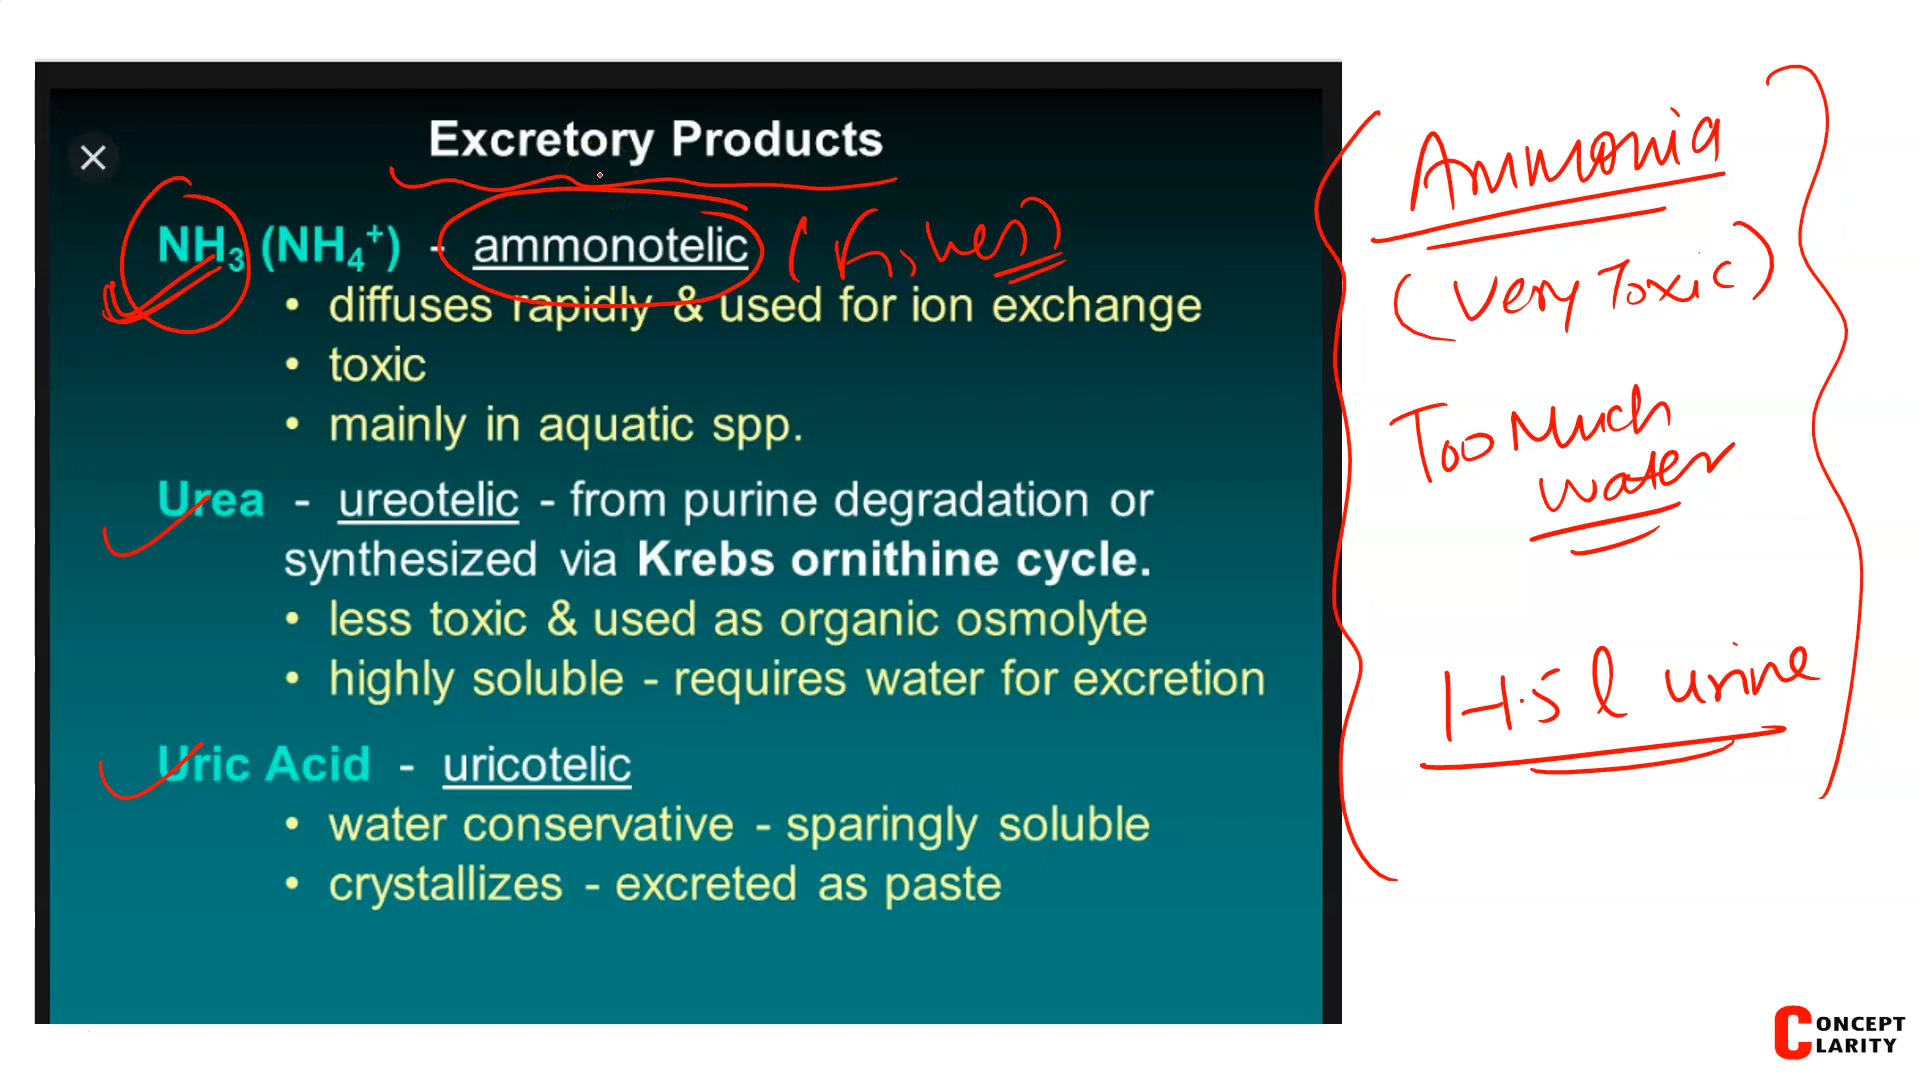 Excretory Products
NH₃ (NH₄⁺) - ammonotelic (Fishes)
• diffuses rapidly & used for ion exchange
• toxic
• mainly in aquatic spp.
Urea - ureotelic - from purine degradation or
synthesized via Krebs ornithine cycle.
• less toxic & used as organic osmolyte
• highly soluble - requires water for excretion
Uric Acid - uricotelic
• water conservative - sparingly soluble
• crystallizes - excreted as paste
Ammonia
(Very Toxic)
Too Much
water
1-1.5 l urine
CONCEPT
CLARITY